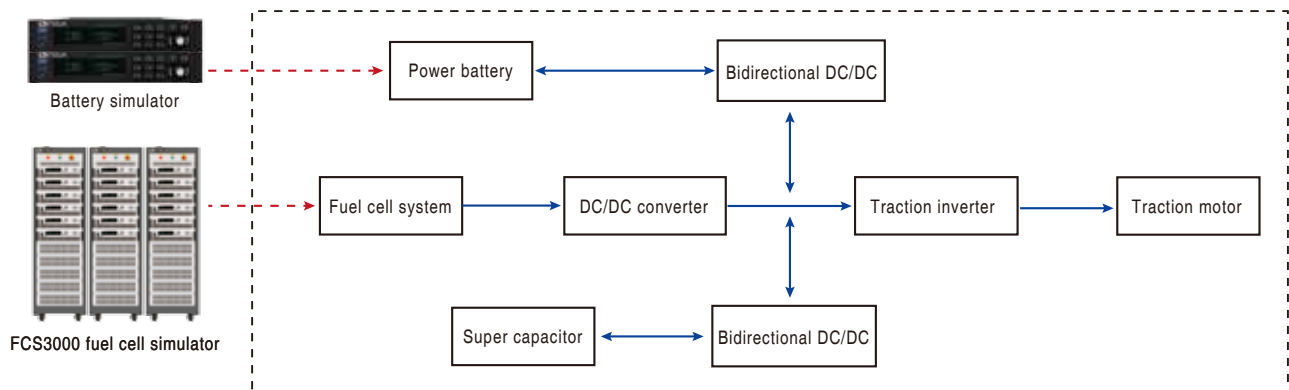 Power battery
Bidirectional DC/DC
Battery simulator
Fuel cell system
DC/DC converter
Traction inverter
Traction motor
Super capacitor
Bidirectional DC/DC
FCS3000 fuel cell simulator